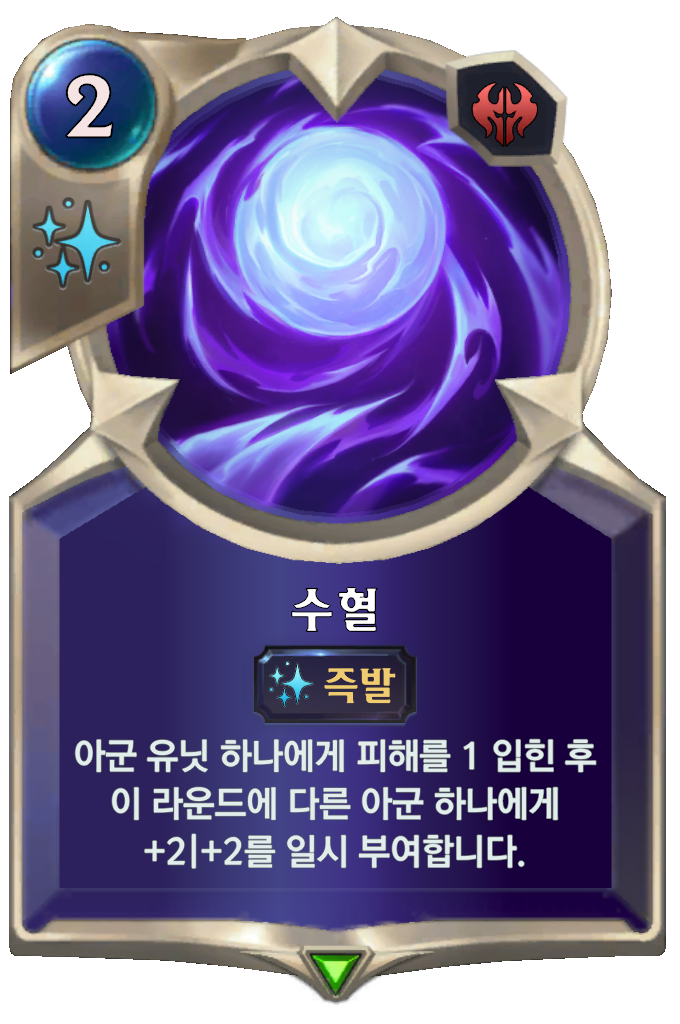 2
수혈
즉발
아군 유닛 하나에게 피해를 1 입힌 후
이 라운드에 다른 아군 하나에게
+2|+2를 일시 부여합니다.